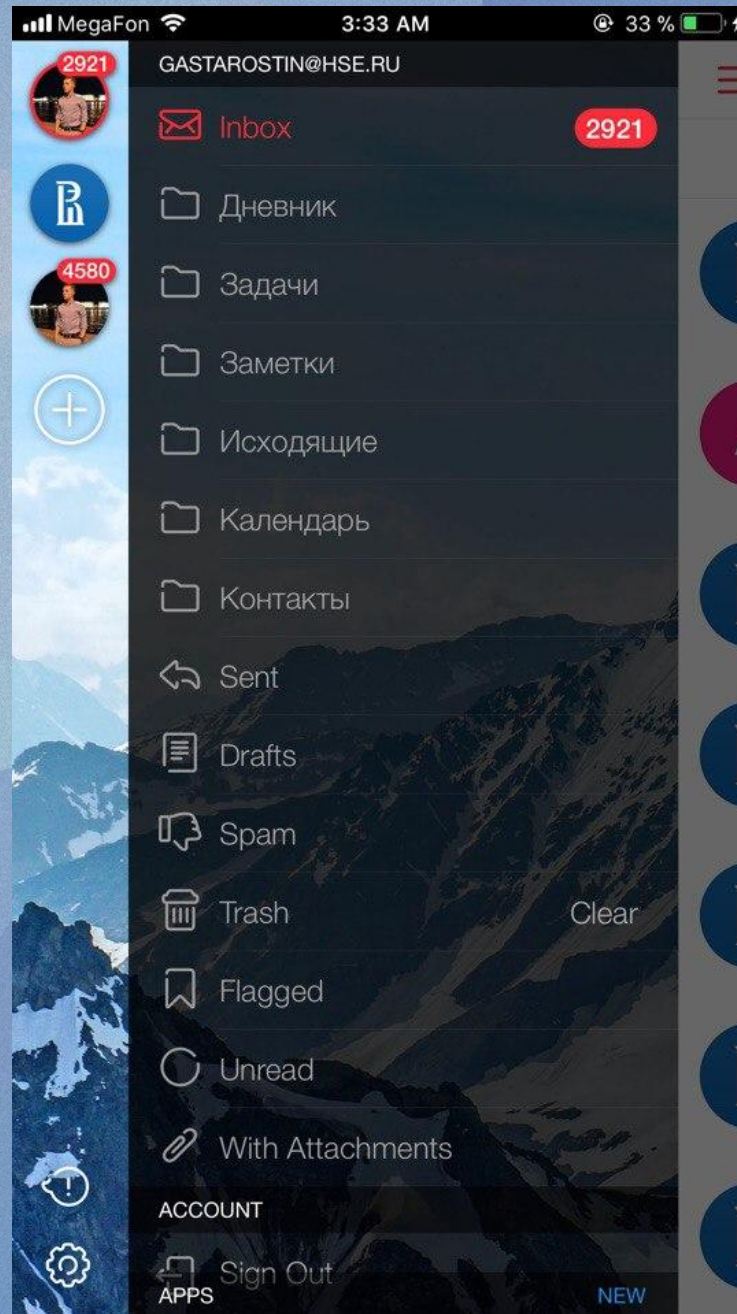 MegaFon 3:33 AM 33 %
2921
GASTAROSTIN@HSE.RU
Inbox 2921
Дневник
4580
Задачи
Заметки
Исходящие
Календарь
Контакты
Sent
Drafts
Spam
Trash Clear
Flagged
Unread
With Attachments
ACCOUNT
Sign Out
APPS NEW